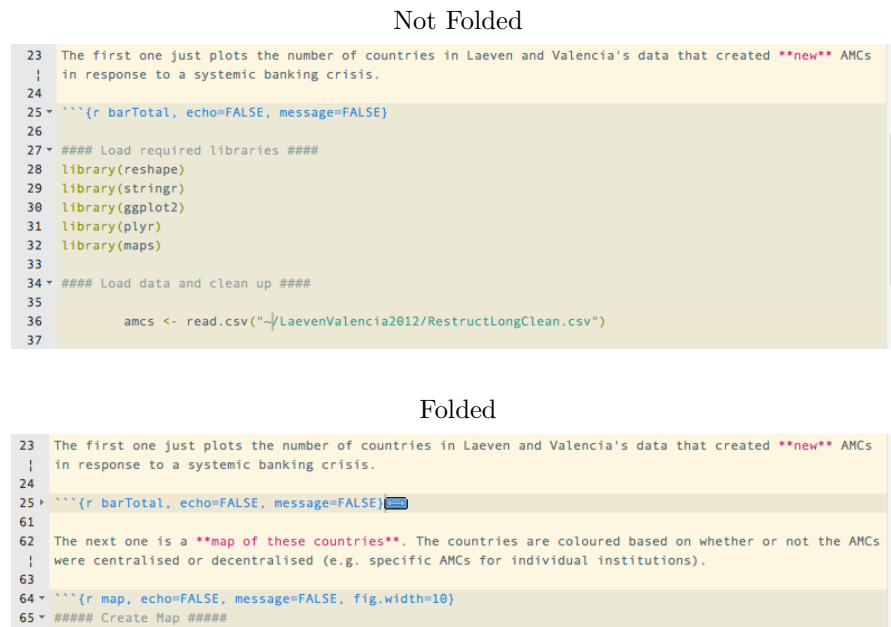 Not Folded
23 The first one just plots the number of countries in Laeven and Valencia's data that created **new** AMCs
in response to a systemic banking crisis.
24
25 ```{r barTotal, echo=FALSE, message=FALSE}
26
27 #### Load required libraries ####
28 library(reshape)
29 library(stringr)
30 library(ggplot2)
31 library(plyr)
32 library(maps)
33
34 #### Load data and clean up ####
35
36 amcs <- read.csv("~/LaevenValencia2012/RestructLongClean.csv")
37
Folded
23 The first one just plots the number of countries in Laeven and Valencia's data that created **new** AMCs
in response to a systemic banking crisis.
24
25 ```{r barTotal, echo=FALSE, message=FALSE}
61
62 The next one is a **map of these countries**. The countries are coloured based on whether or not the AMCs
were centralised or decentralised (e.g. specific AMCs for individual institutions).
63
64 ```{r map, echo=FALSE, message=FALSE, fig.width=10}
65 ##### Create Map #####